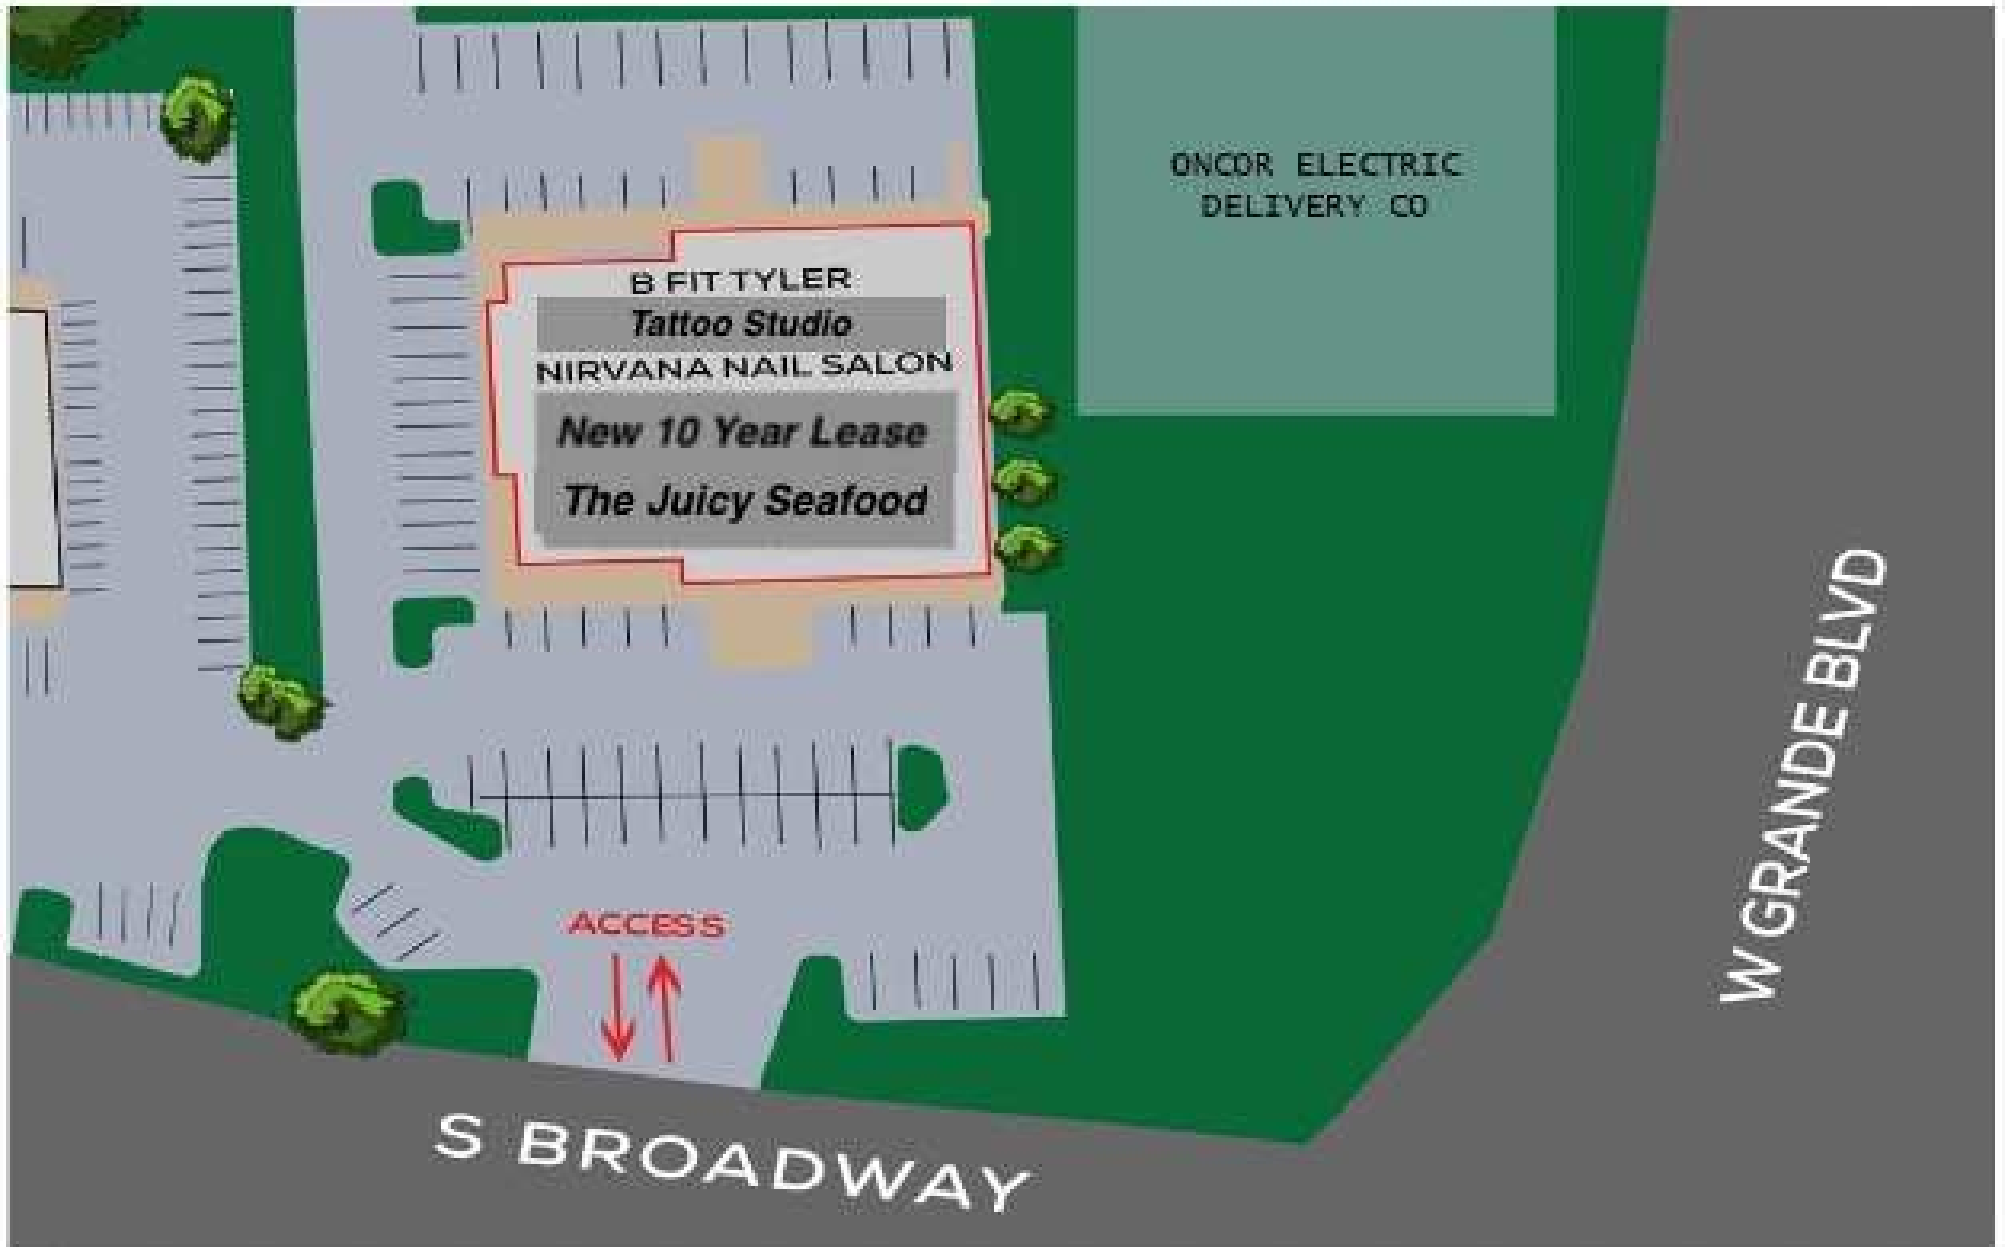 ONCOR ELECTRIC
DELIVERY CO
B FIT TYLER
Tattoo Studio
NIRVANA NAIL SALON
New 10 Year Lease
The Juicy Seafood
W GRANDE BLVD
ACCESS
S BROADWAY